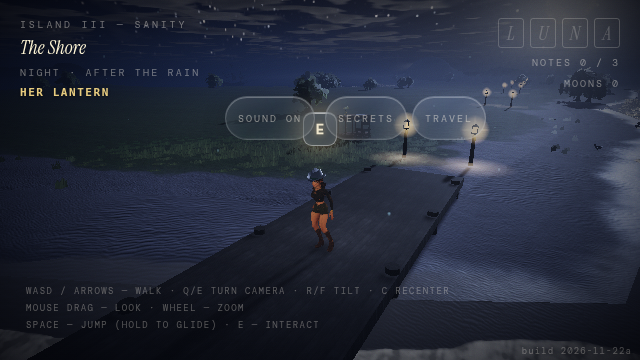 ISLAND III — SANITY
The Shore
NIGHT · AFTER THE RAIN
HER LANTERN
LUNA
NOTES 0 / 3
MOONS 0
SOUND ON
E
SECRETS
TRAVEL
WASD / ARROWS — WALK · Q/E TURN CAMERA · R/F TILT · C RECENTER
MOUSE DRAG — LOOK · WHEEL — ZOOM
SPACE — JUMP (HOLD TO GLIDE) · E — INTERACT
build 2026-11-22a